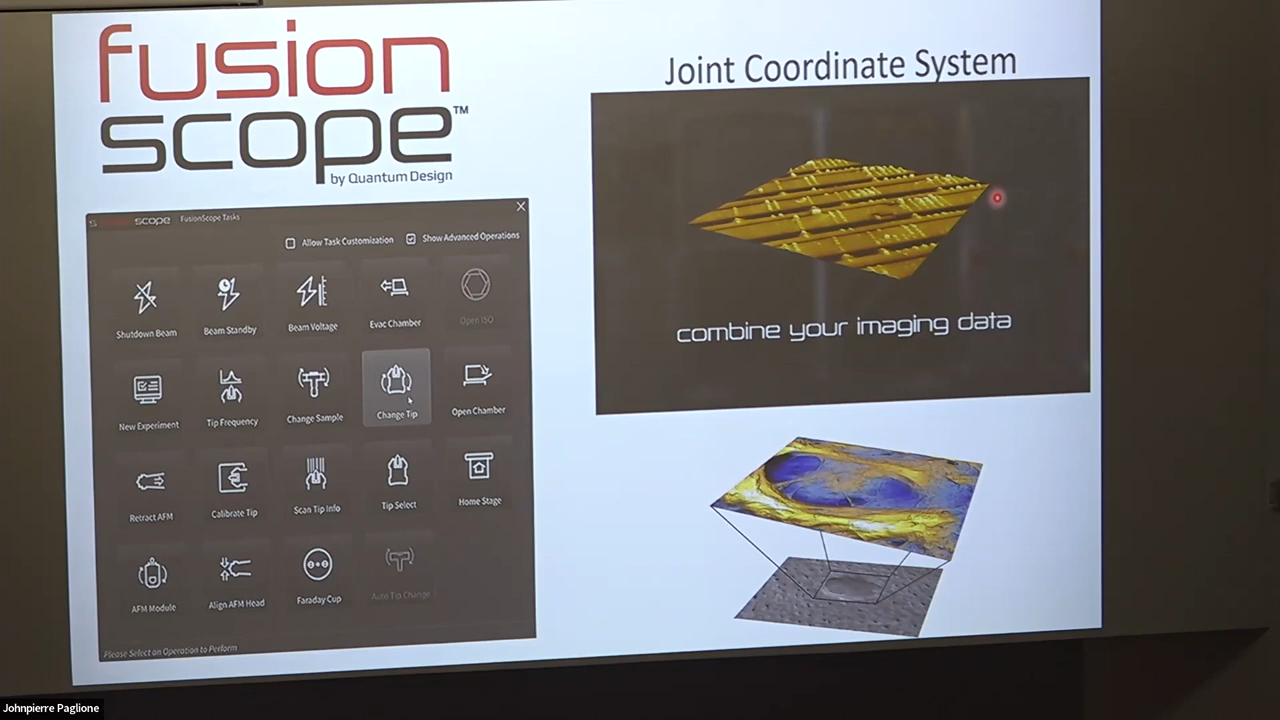 fusion
scope™
by Quantum Design
Joint Coordinate System
combine your imaging data
scope FusionScope Tasks
Allow Task Customization Show Advanced Operations
Shutdown Beam Beam Standby Beam Voltage Evac Chamber Open ISO
New Experiment Tip Frequency Change Sample Change Tip Open Chamber
Retract AFM Calibrate Tip Scan Tip Info Tip Select Home Stage
AFM Module Align AFM Head Faraday Cup Auto Tip Change
Please Select an Operation to Perform
Johnpierre Paglione